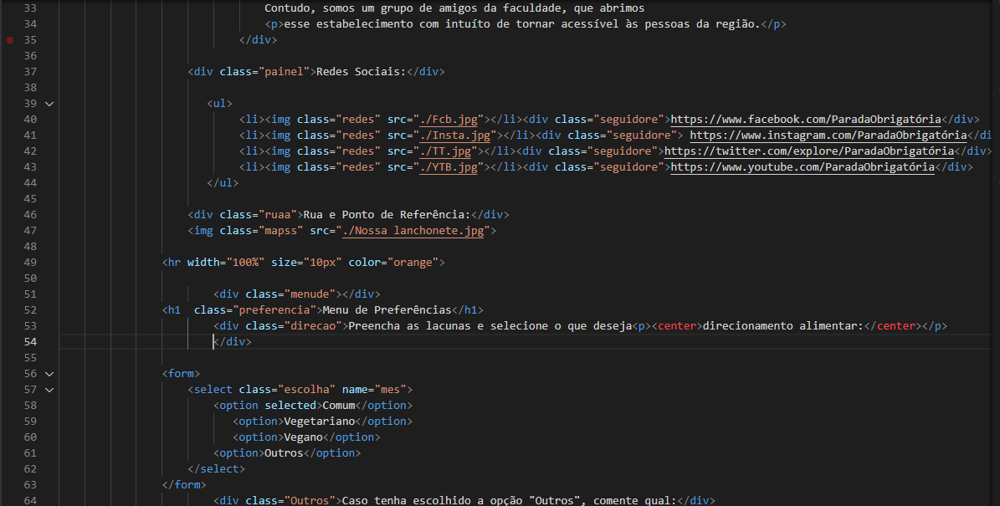 33 Contudo, somos um grupo de amigos da faculdade, que abrimos
34 <p>esse estabelecimento com intuíto de tornar acessível às pessoas da região.</p>
35 </div>
36
37 <div class="painel">Redes Sociais:</div>
38
39 <ul>
40 <li><img class="redes" src="./Fcb.jpg"></li><div class="seguidore">https://www.facebook.com/ParadaObrigatória</div>
41 <li><img class="redes" src="./Insta.jpg"></li><div class="seguidore"> https://www.instagram.com/ParadaObrigatória</di
42 <li><img class="redes" src="./TT.jpg"></li><div class="seguidore">https://twitter.com/explore/ParadaObrigatória</div>
43 <li><img class="redes" src="./YTB.jpg"></li><div class="seguidore">https://www.youtube.com/ParadaObrigatória</div>
44 </ul>
45
46 <div class="ruaa">Rua e Ponto de Referência:</div>
47 <img class="mapss" src="./Nossa lanchonete.jpg">
48
49 <hr width="100%" size="10px" color="orange">
50
51 <div class="menude"></div>
52 <h1  class="preferencia">Menu de Preferências</h1>
53 <div class="direcao">Preencha as lacunas e selecione o que deseja<p><center>direcionamento alimentar:</center></p>
54 </div>
55
56 <form>
57 <select class="escolha" name="mes">
58 <option selected>Comum</option>
59 <option>Vegetariano</option>
60 <option>Vegano</option>
61 <option>Outros</option>
62 </select>
63 </form>
64 <div class="Outros">Caso tenha escolhido a opção "Outros", comente qual:</div>